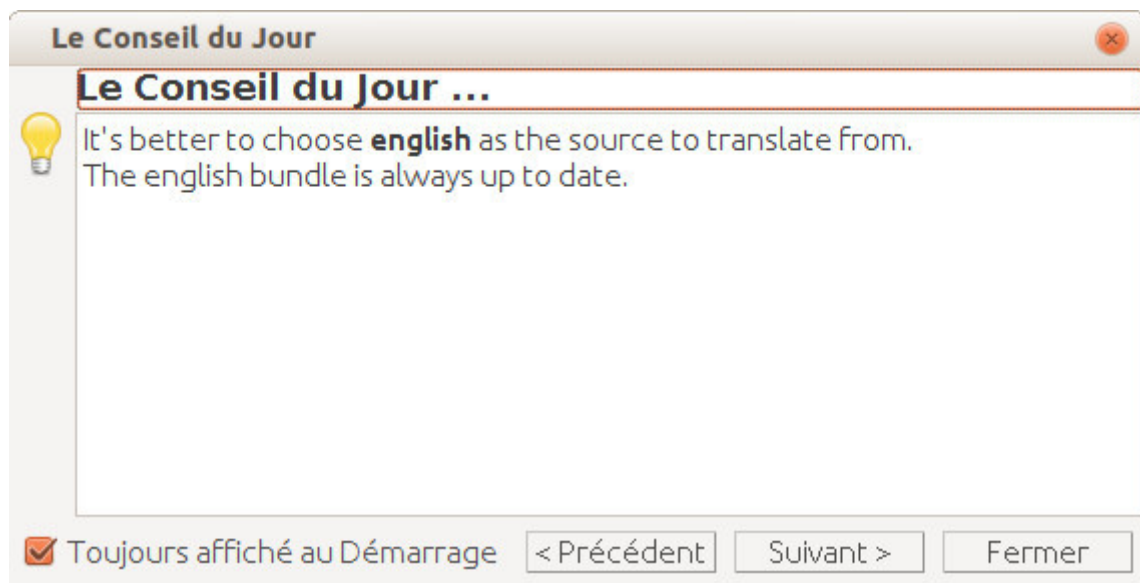 Le Conseil du Jour
Le Conseil du Jour ...
It's better to choose english as the source to translate from.
The english bundle is always up to date.
Toujours affiché au Démarrage < Précédent Suivant > Fermer